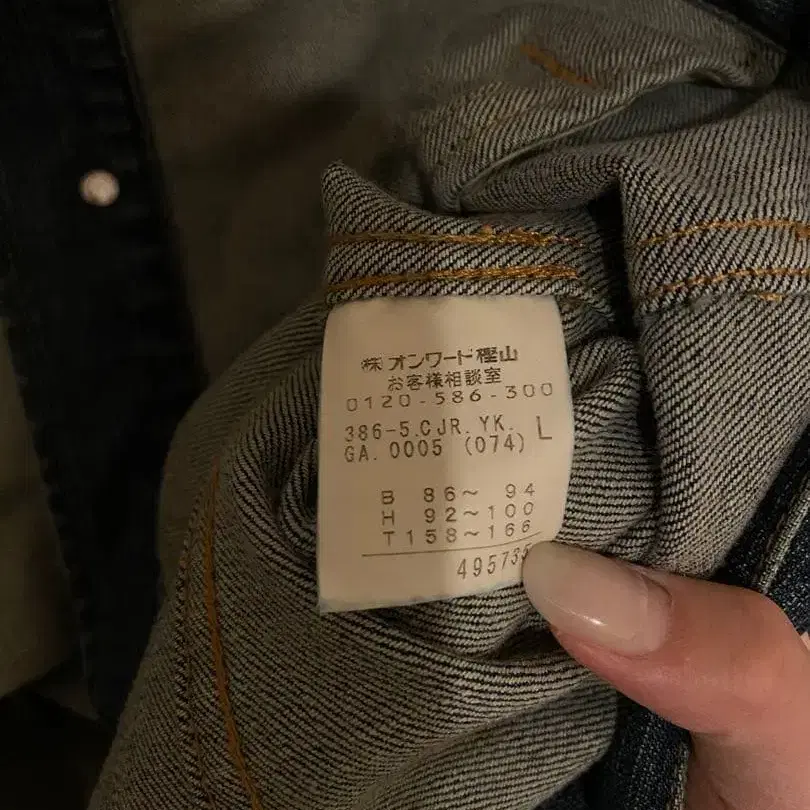 ㈱オンワード樫山
お客様相談室
0120-586-300
386-5.CJR.YK. L
GA.0005 (074)
B 86〜 94
H 92〜100
T158〜166
495735